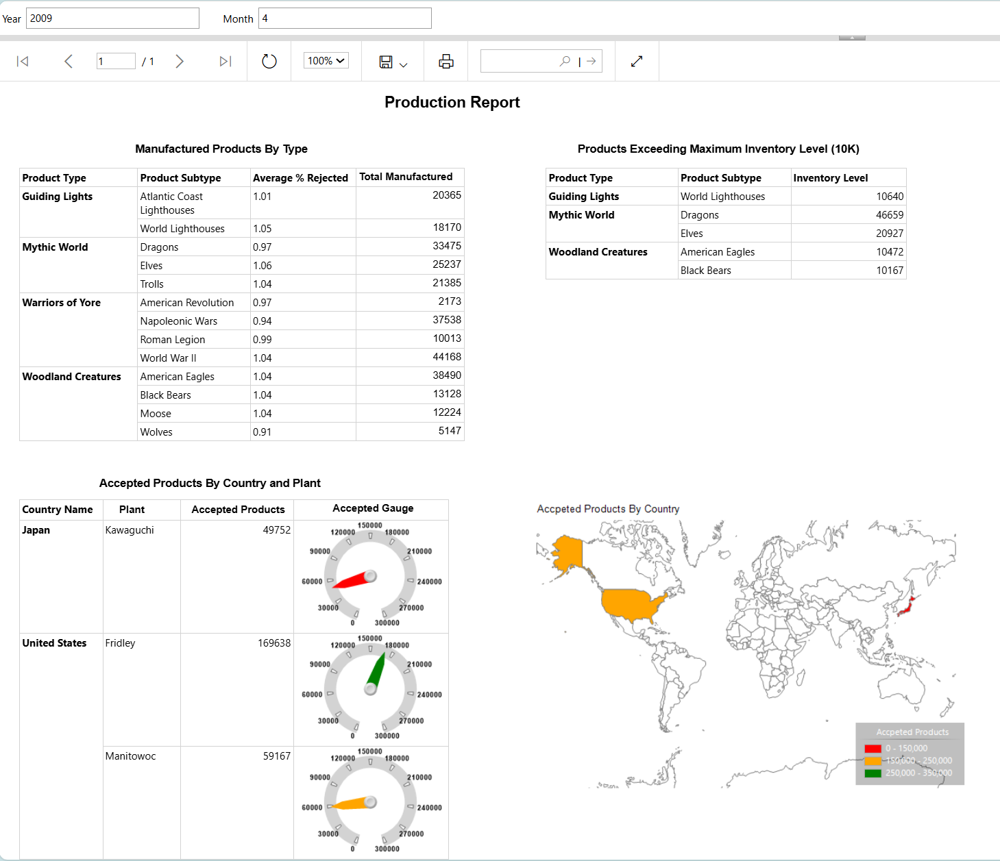 Year 2009 Month 4
1 / 1 100%
Production Report
Manufactured Products By Type
Product Type Product Subtype Average % Rejected Total Manufactured
Guiding Lights Atlantic Coast Lighthouses 1.01 20365
World Lighthouses 1.05 18170
Mythic World Dragons 0.97 33475
Elves 1.06 25237
Trolls 1.04 21385
Warriors of Yore American Revolution 0.97 2173
Napoleonic Wars 0.94 37538
Roman Legion 0.99 10013
World War II 1.04 44168
Woodland Creatures American Eagles 1.04 38490
Black Bears 1.04 13128
Moose 1.04 12224
Wolves 0.91 5147
Products Exceeding Maximum Inventory Level (10K)
Product Type Product Subtype Inventory Level
Guiding Lights World Lighthouses 10640
Mythic World Dragons 46659
Elves 20927
Woodland Creatures American Eagles 10472
Black Bears 10167
Accepted Products By Country and Plant
Country Name Plant Accepted Products Accepted Gauge
Japan Kawaguchi 49752
150000
120000 180000
90000 210000
60000 240000
30000 270000
0 300000
United States Fridley 169638
150000
120000 180000
90000 210000
60000 240000
30000 270000
0 300000
Manitowoc 59167
150000
120000 180000
90000 210000
60000 240000
30000 270000
0 300000
Accpeted Products By Country
Accpeted Products
0 - 150,000
150,000 - 250,000
250,000 - 350,000